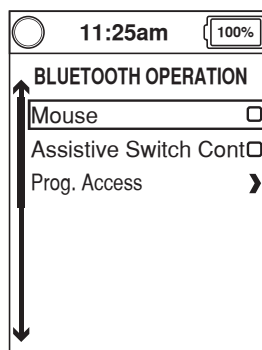 11:25am 100%
BLUETOOTH OPERATION
Mouse
Assistive Switch Cont
Prog. Access